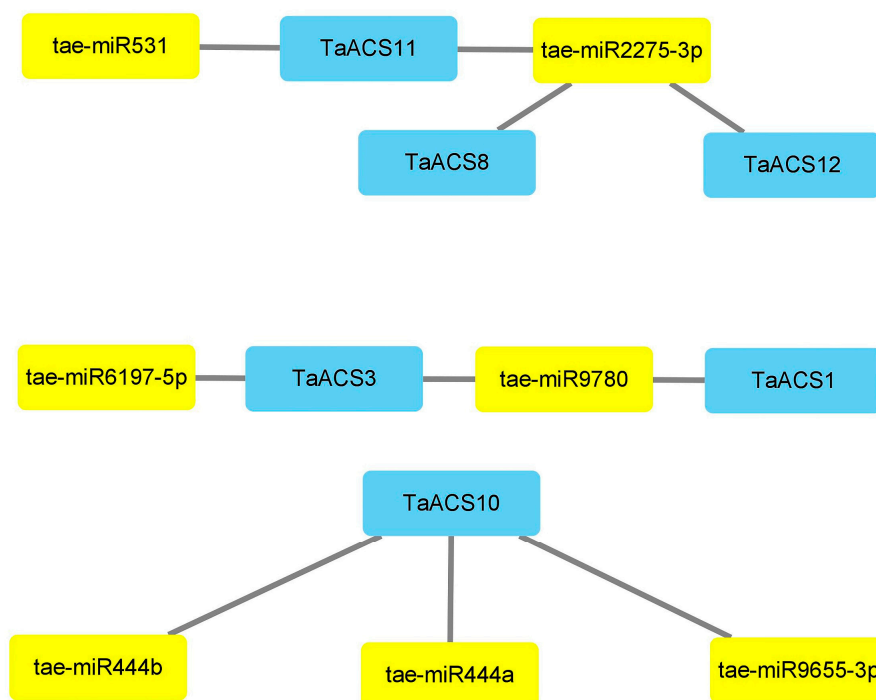 tae-miR531
TaACS11
tae-miR2275-3p
TaACS8
TaACS12
tae-miR6197-5p
TaACS3
tae-miR9780
TaACS1
TaACS10
tae-miR444b
tae-miR444a
tae-miR9655-3p